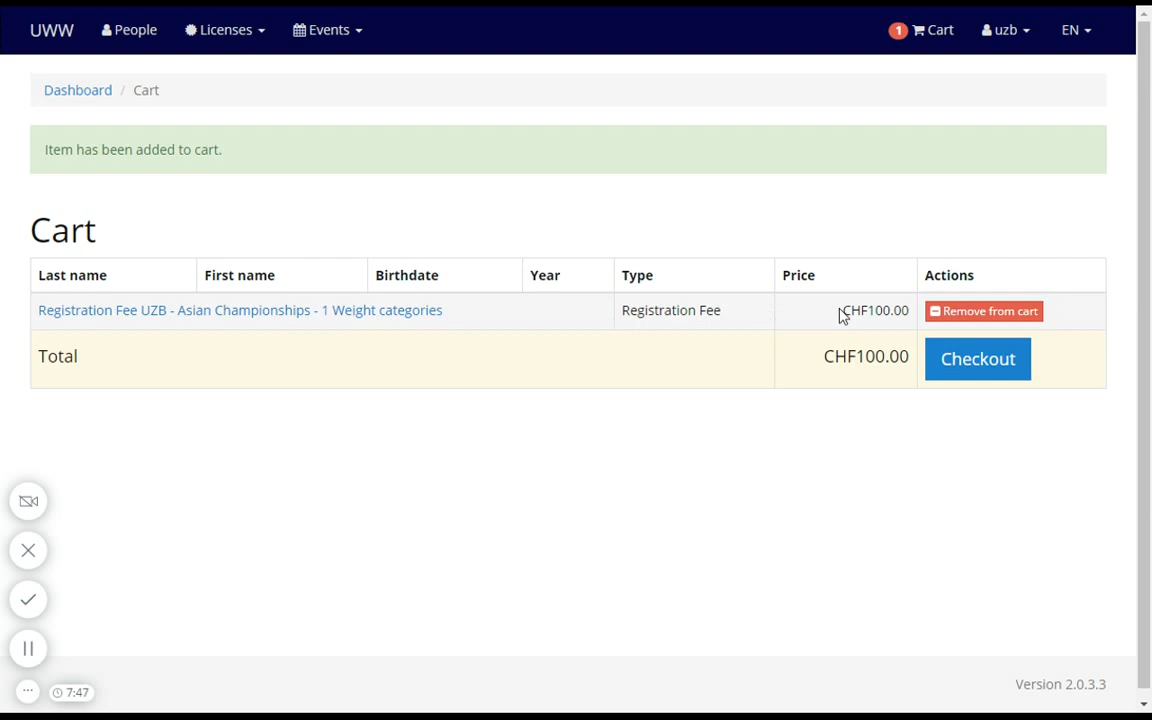 UWW People Licenses Events 1 Cart uzb EN
Dashboard / Cart
Item has been added to cart.
Cart
Last name First name Birthdate Year Type Price Actions
Registration Fee UZB - Asian Championships - 1 Weight categories Registration Fee CHF100.00 Remove from cart
Total CHF100.00 Checkout
Version 2.0.3.3
7:47